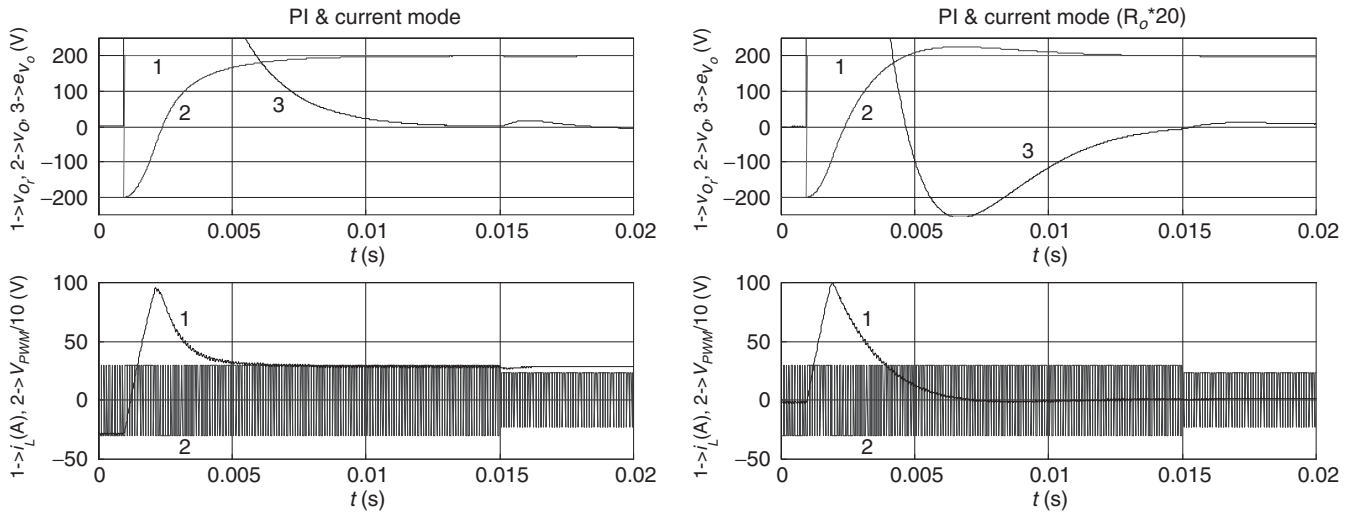 PI & current mode
1->v_{o_r}, 2->v_o, 3->e_{V_o} (V)
200
100
0
−100
−200
1
2
3
0 0.005 0.01 0.015 0.02
t (s)
1->i_L(A), 2->V_{PWM}/10 (V)
100
50
0
−50
1
2
0 0.005 0.01 0.015 0.02
t (s)
PI & current mode (R_o*20)
1->v_{o_r}, 2->v_o, 3->e_{V_o} (V)
200
100
0
−100
−200
1
2
3
0 0.005 0.01 0.015 0.02
t (s)
1->i_L(A), 2->V_{PWM}/10 (V)
100
50
0
−50
1
2
0 0.005 0.01 0.015 0.02
t (s)